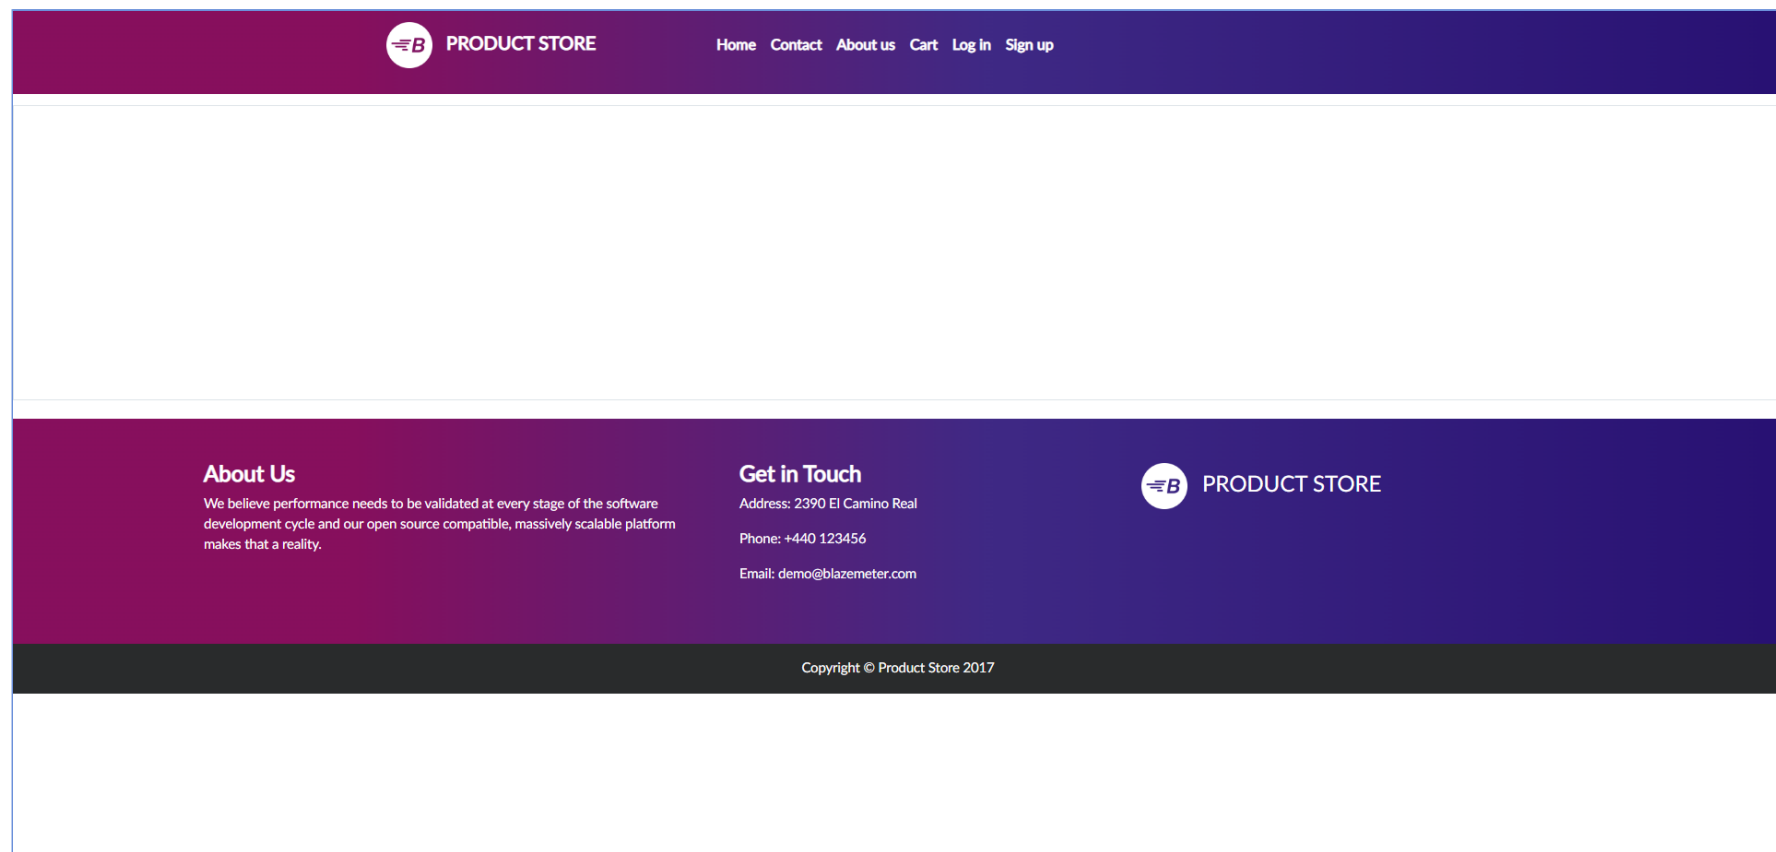 B PRODUCT STORE Home Contact About us Cart Log in Sign up
About Us
We believe performance needs to be validated at every stage of the software
development cycle and our open source compatible, massively scalable platform
makes that a reality.
Get in Touch
Address: 2390 El Camino Real
Phone: +440 123456
Email: demo@blazemeter.com
B PRODUCT STORE
Copyright © Product Store 2017